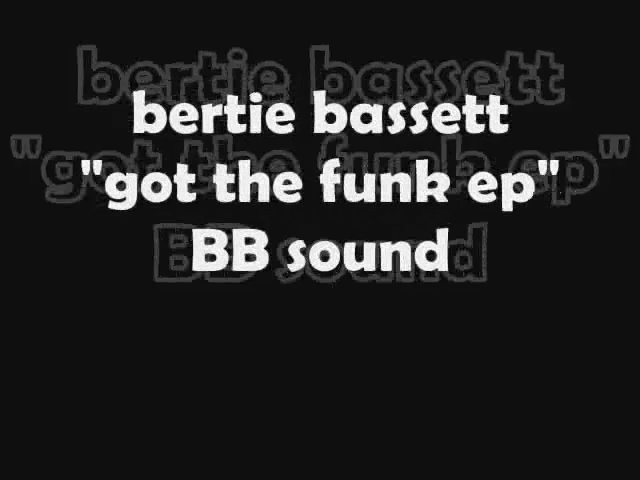 bertie bassett
"got the funk ep"
BB sound